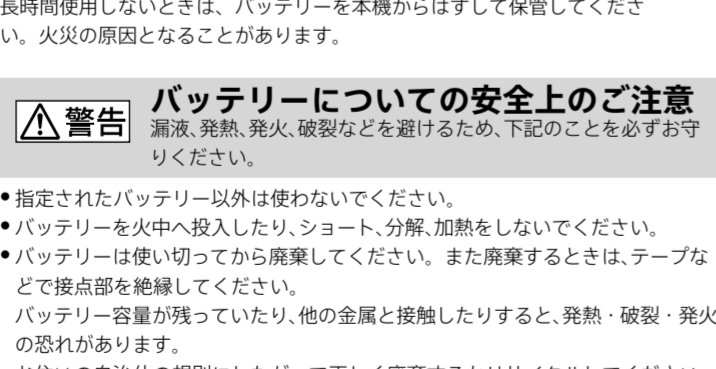 長時間使用しないときは、バッテリーを本機からはずして保管してくださ
い。火災の原因となることがあります。
警告
バッテリーについての安全上のご注意
漏液、発熱、発火、破裂などを避けるため、下記のことを必ずお守
りください。
•指定されたバッテリー以外は使わないでください。
•バッテリーを火中へ投入したり、ショート、分解、加熱をしないでください。
•バッテリーは使い切ってから廃棄してください。また廃棄するときは、テープな
どで接点部を絶縁してください。
バッテリー容量が残っていたり、他の金属と接触したりすると、発熱・破裂・発火
の恐れがあります。